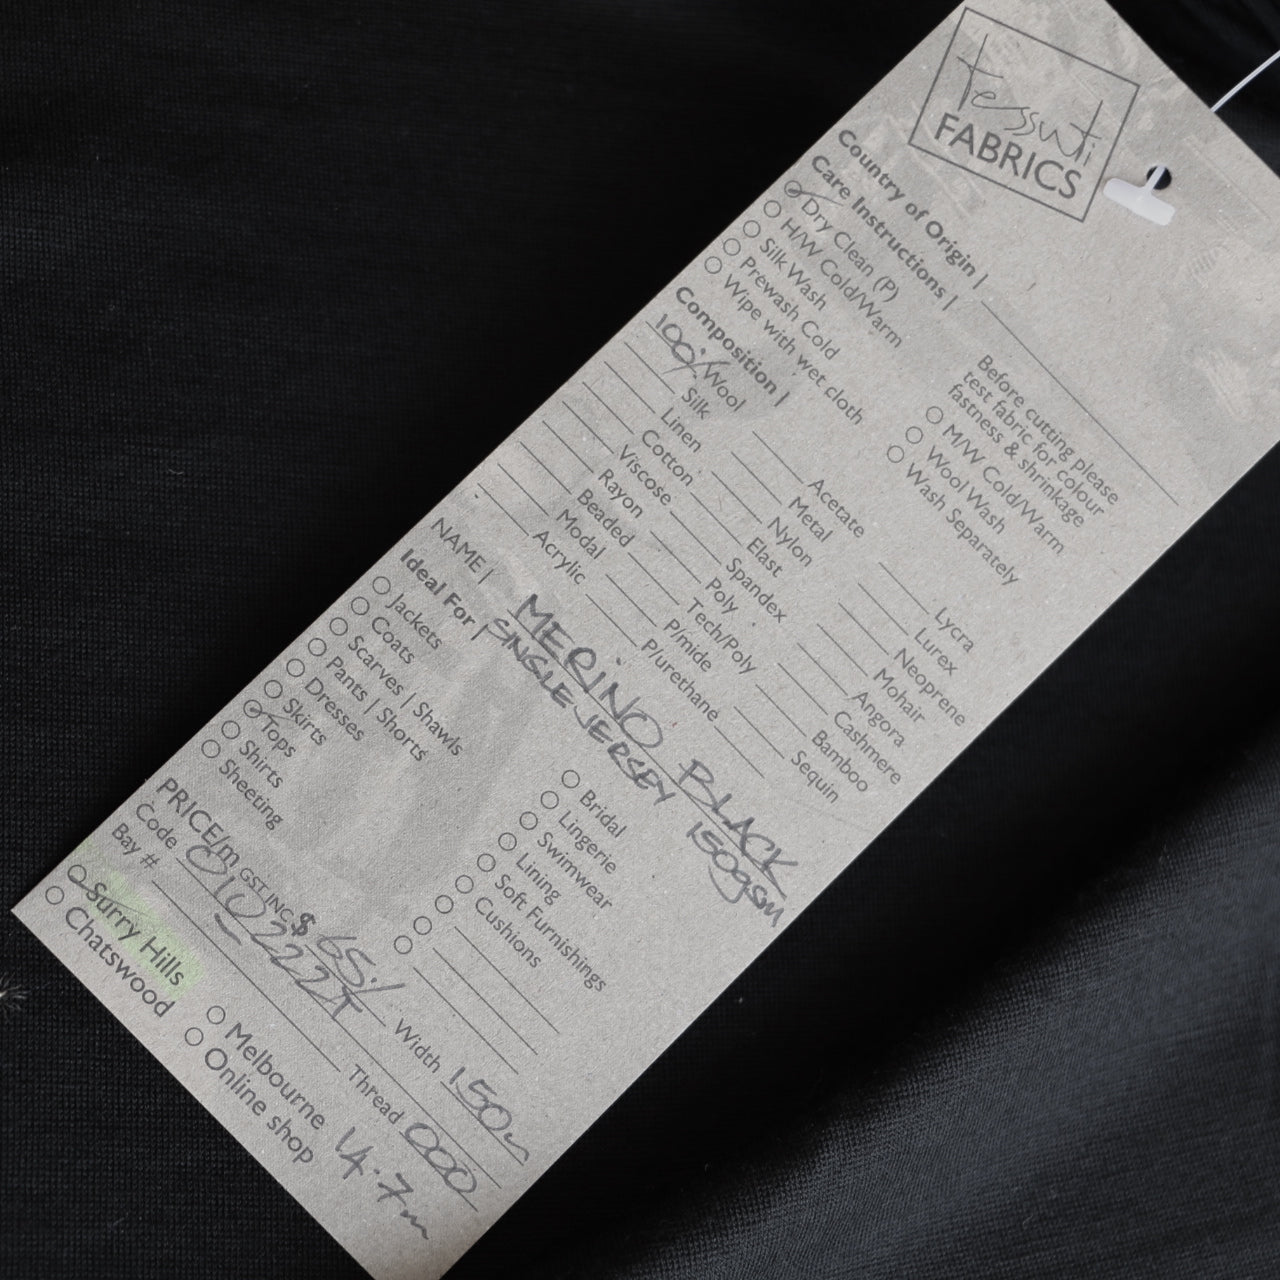 tessuti
FABRICS
Country of Origin |
Care Instructions |
Dry Clean (P)
H/W Cold/Warm
Silk Wash
Prewash Cold
Wipe with wet cloth
Before cutting please
test fabric for colour
fastness & shrinkage
M/W Cold/Warm
Wool Wash
Wash Separately
Composition |
100% Wool
Silk
Linen
Cotton
Viscose
Rayon
Beaded
Modal
Acrylic
Acetate
Metal
Nylon
Elast
Spandex
Poly
Tech/Poly
P/mide
P/urethane
Lycra
Lurex
Neoprene
Mohair
Angora
Cashmere
Bamboo
Sequin
NAME | MERINO BLACK
SINGLE JERSEY 150gsm
Ideal For |
Jackets
Coats
Scarves | Shawls
Pants | Shorts
Dresses
Skirts
Tops
Shirts
Sheeting
Bridal
Lingerie
Swimwear
Lining
Soft Furnishings
Cushions
PRICE/m GST INC $65/
Width 150
Code
Thread 000
Bay #
Surry Hills
Chatswood
Melbourne
Online shop
14.7m